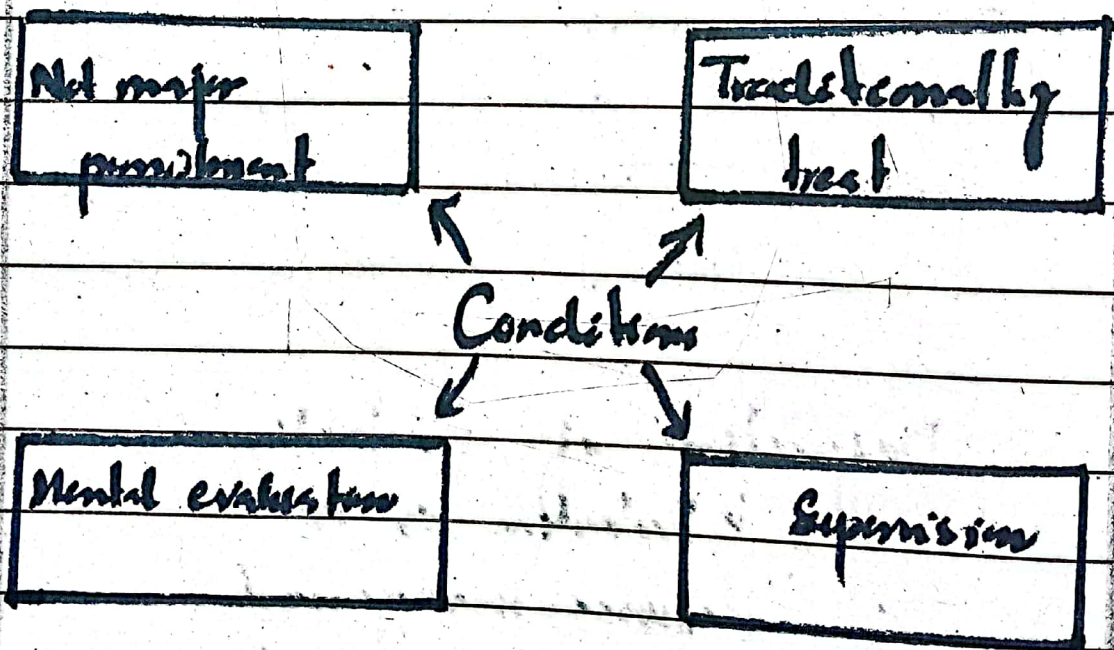 Not major
punishment
Traditionally
treat
Conditions
Mental evaluation
Supervision